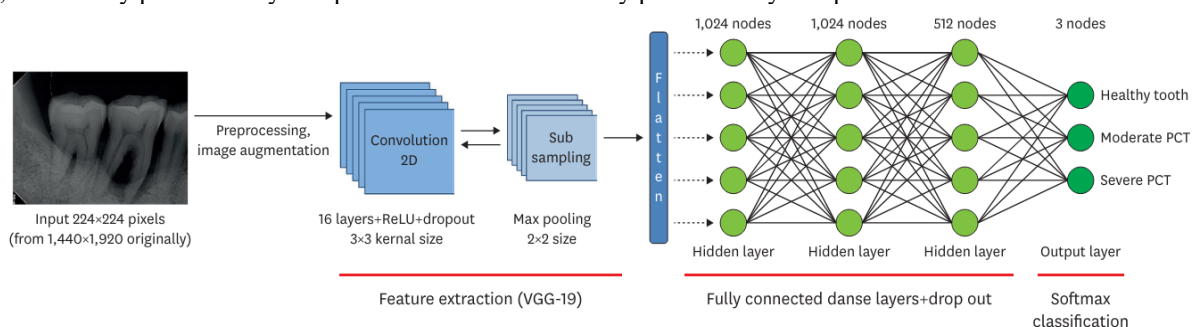 1,024 nodes
1,024 nodes
512 nodes
3 nodes
Preprocessing,
image augmentation
Convolution
2D
Sub
sampling
Flatten
Healthy tooth
Moderate PCT
Severe PCT
Input 224×224 pixels
(from 1,440×1,920 originally)
16 layers+ReLU+dropout
3×3 kernal size
Max pooling
2×2 size
Hidden layer
Hidden layer
Hidden layer
Output layer
Feature extraction (VGG-19)
Fully connected danse layers+drop out
Softmax
classification